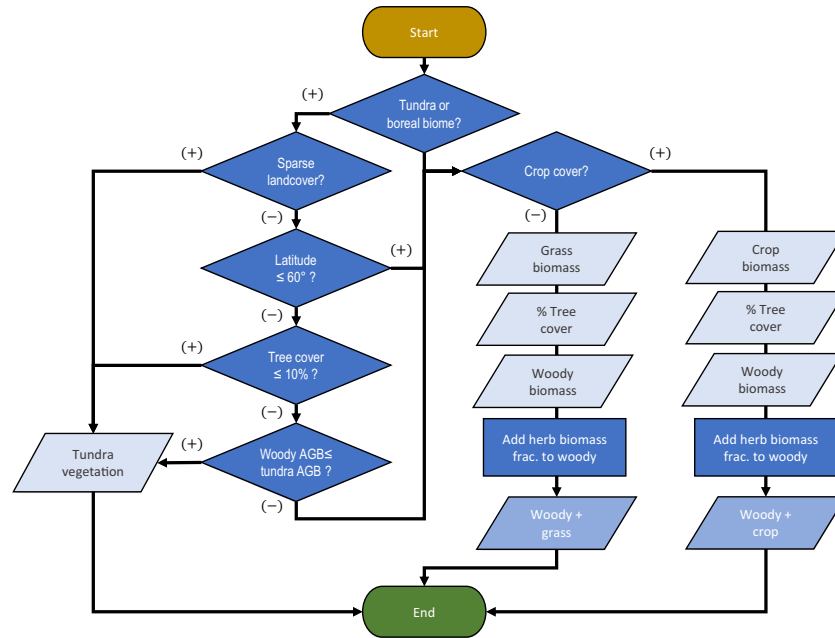 Start
(+)
Tundra or
boreal biome?
(+)
Sparse
landcover?
Crop cover?
(+)
(−)
(−)
Latitude
≤ 60° ?
(+)
Grass
biomass
Crop
biomass
(−)
% Tree
cover
% Tree
cover
(+)
Tree cover
≤ 10% ?
Woody
biomass
Woody
biomass
(−)
Tundra
vegetation
(+)
Woody AGB≤
tundra AGB ?
Add herb biomass
frac. to woody
Add herb biomass
frac. to woody
(−)
Woody +
grass
Woody +
crop
End